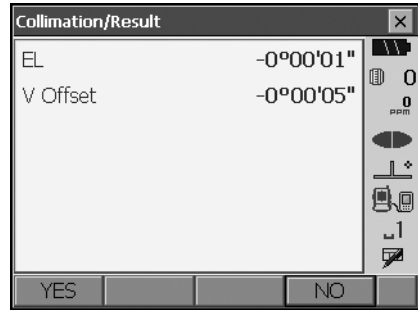 Collimation/Result
EL -0°00'01"
V Offset -0°00'05"
0
0
PPM
1
YES NO